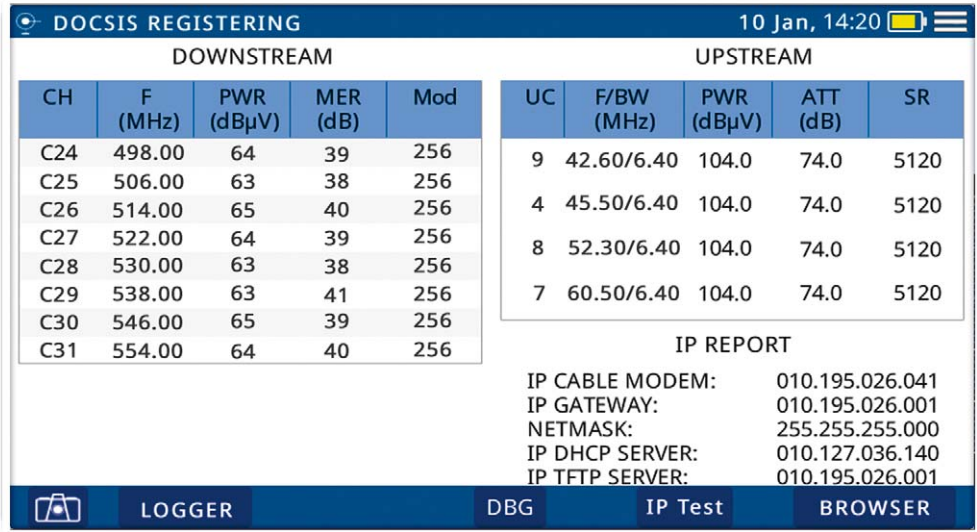 DOCSIS REGISTERING 10 Jan, 14:20
DOWNSTREAM
CH F (MHz) PWR (dBµV) MER (dB) Mod
C24 498.00 64 39 256
C25 506.00 63 38 256
C26 514.00 65 40 256
C27 522.00 64 39 256
C28 530.00 63 38 256
C29 538.00 63 41 256
C30 546.00 65 39 256
C31 554.00 64 40 256
UPSTREAM
UC F/BW (MHz) PWR (dBµV) ATT (dB) SR
9 42.60/6.40 104.0 74.0 5120
4 45.50/6.40 104.0 74.0 5120
8 52.30/6.40 104.0 74.0 5120
7 60.50/6.40 104.0 74.0 5120
IP REPORT
IP CABLE MODEM: 010.195.026.041
IP GATEWAY: 010.195.026.001
NETMASK: 255.255.255.000
IP DHCP SERVER: 010.127.036.140
IP TFTP SERVER: 010.195.026.001
LOGGER DBG IP Test BROWSER